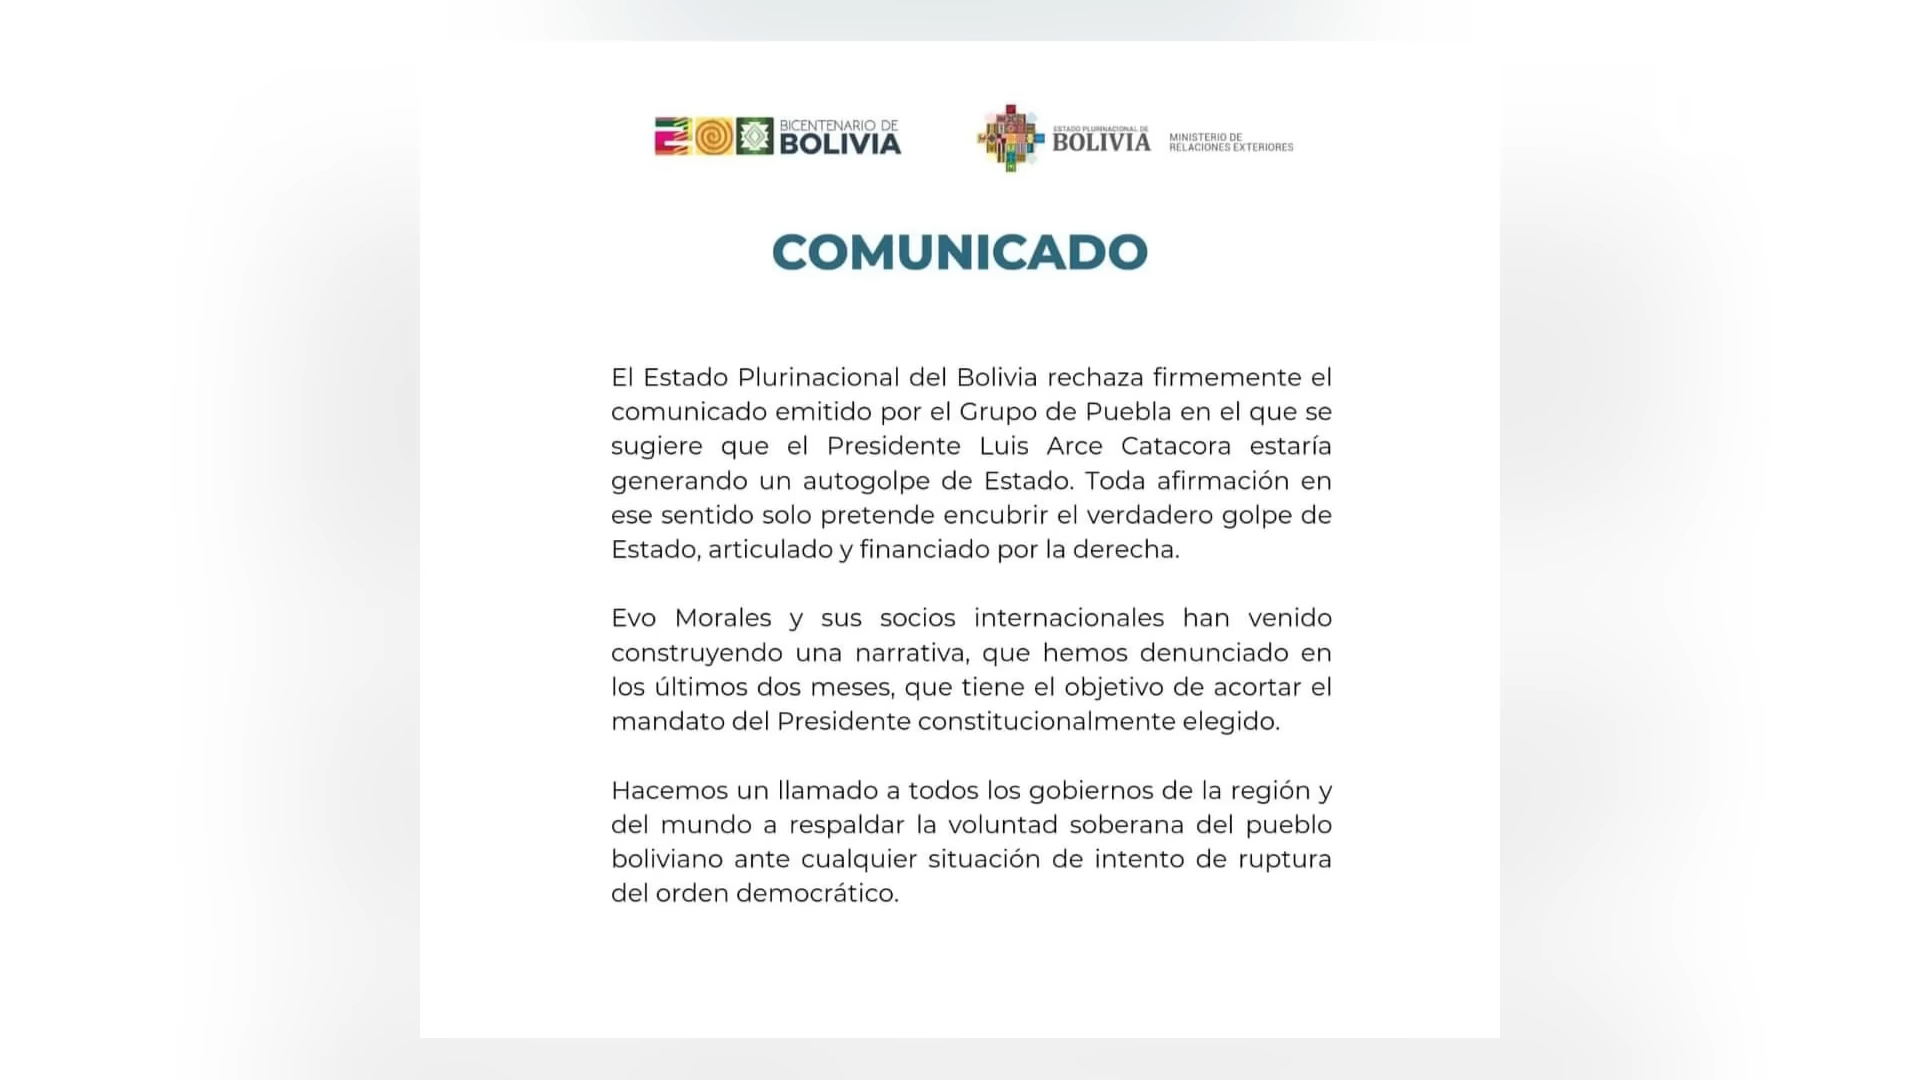 200 BICENTENARIO DE
BOLIVIA
ESTADO PLURINACIONAL DE
BOLIVIA
MINISTERIO DE
RELACIONES EXTERIORES
COMUNICADO
El Estado Plurinacional del Bolivia rechaza firmemente el
comunicado emitido por el Grupo de Puebla en el que se
sugiere que el Presidente Luis Arce Catacora estaría
generando un autogolpe de Estado. Toda afirmación en
ese sentido solo pretende encubrir el verdadero golpe de
Estado, articulado y financiado por la derecha.
Evo Morales y sus socios internacionales han venido
construyendo una narrativa, que hemos denunciado en
los últimos dos meses, que tiene el objetivo de acortar el
mandato del Presidente constitucionalmente elegido.
Hacemos un llamado a todos los gobiernos de la región y
del mundo a respaldar la voluntad soberana del pueblo
boliviano ante cualquier situación de intento de ruptura
del orden democrático.